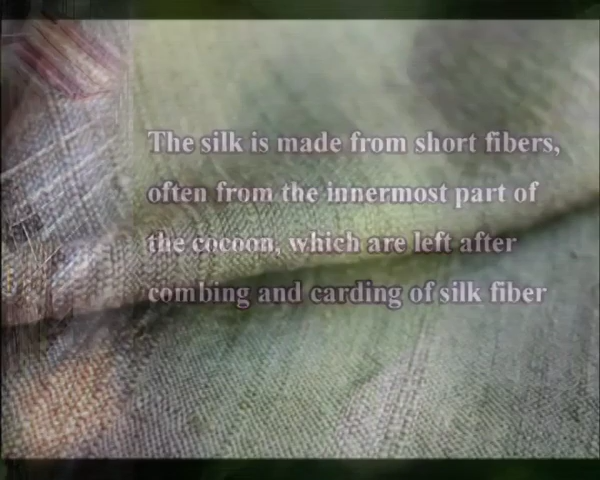 The silk is made from short fibers,
often from the innermost part of
the cocoon, which are left after
combing and carding of silk fiber